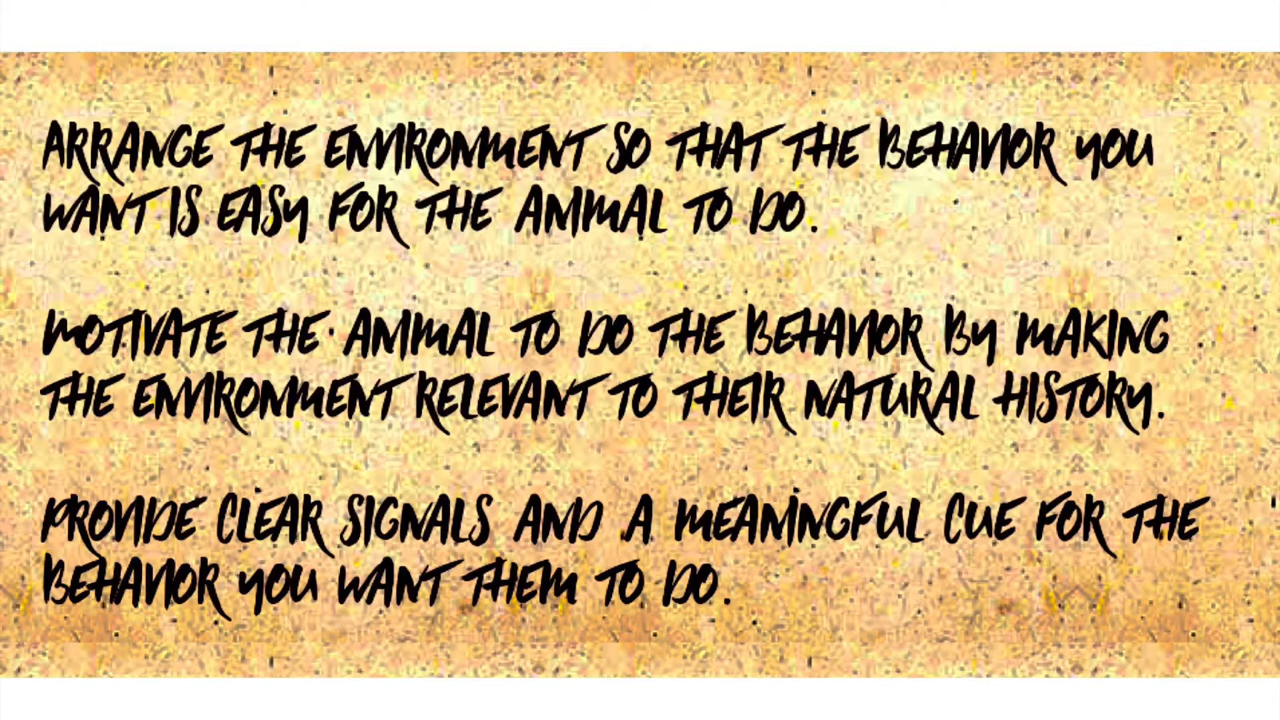 ARRANGE THE ENVIRONMENT SO THAT THE BEHAVIOR YOU
WANT IS EASY FOR THE ANIMAL TO DO.
MOTIVATE THE ANIMAL TO DO THE BEHAVIOR BY MAKING
THE ENVIRONMENT RELEVANT TO THEIR NATURAL HISTORY.
PROVIDE CLEAR SIGNALS AND A MEANINGFUL CUE FOR THE
BEHAVIOR YOU WANT THEM TO DO.